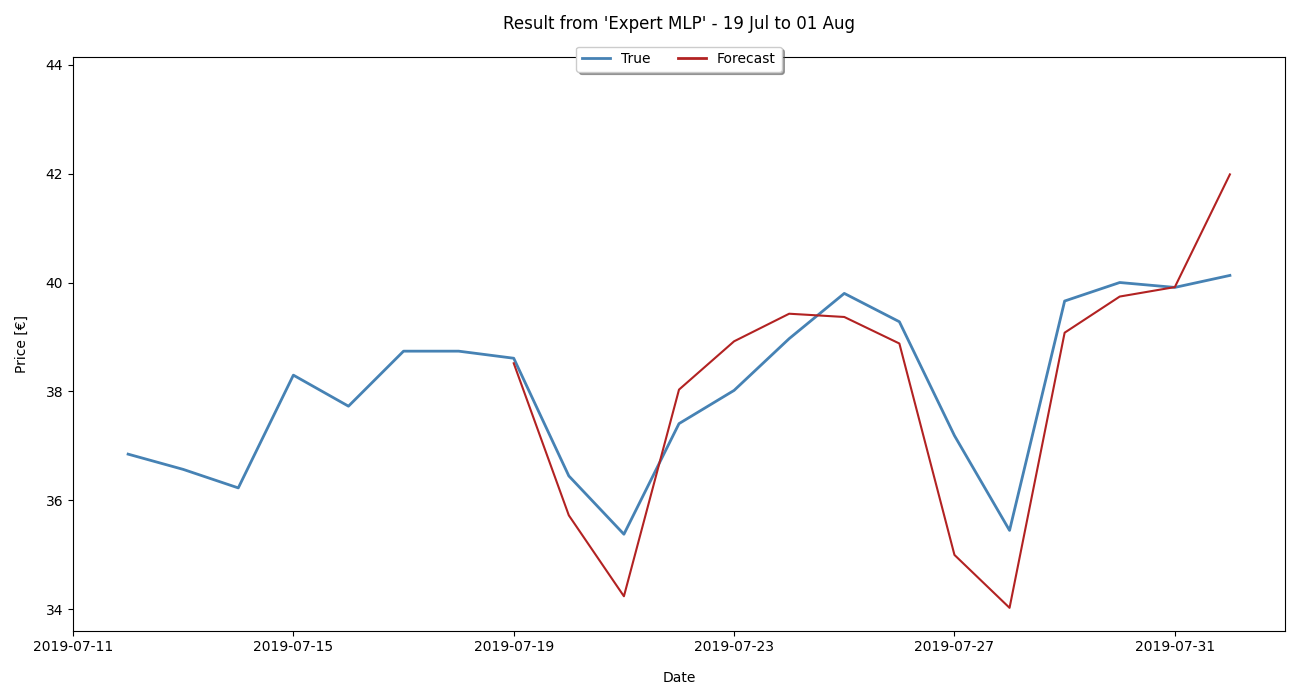 Result from 'Expert MLP' - 19 Jul to 01 Aug
True Forecast
44
42
40
38
36
34
Price [€]
2019-07-11 2019-07-15 2019-07-19 2019-07-23 2019-07-27 2019-07-31
Date